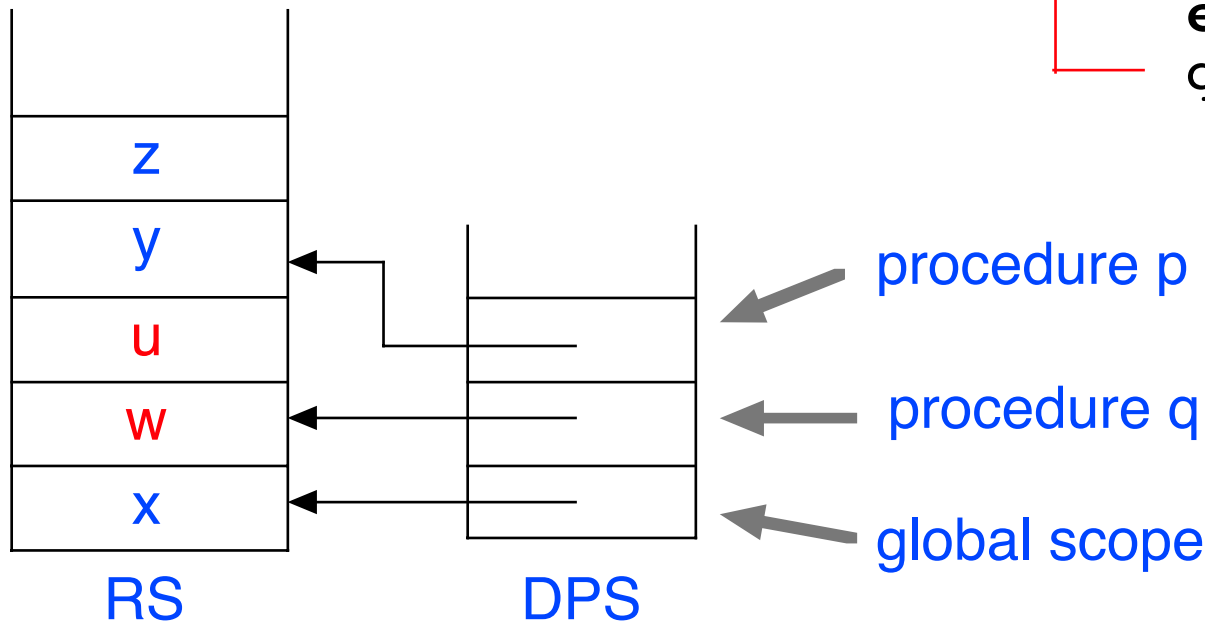 z
y
u
w
x
RS
DPS
procedure p
procedure q
global scope